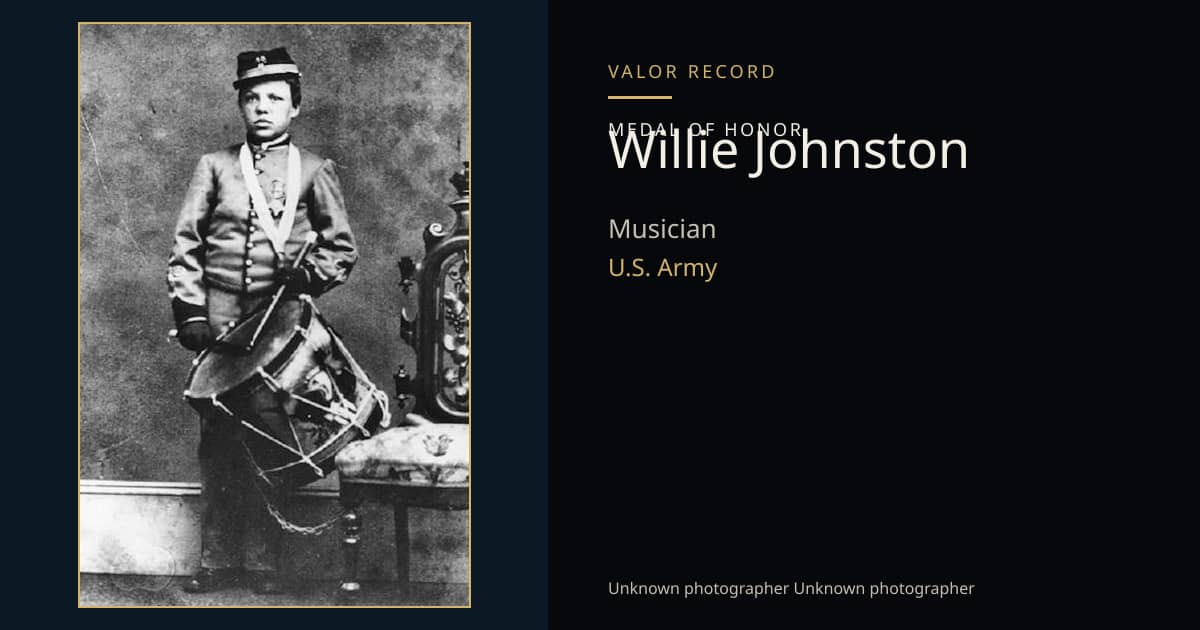 VALOR RECORD
MEDAL OF HONOR
Willie Johnston
Musician
U.S. Army
Unknown photographer Unknown photographer